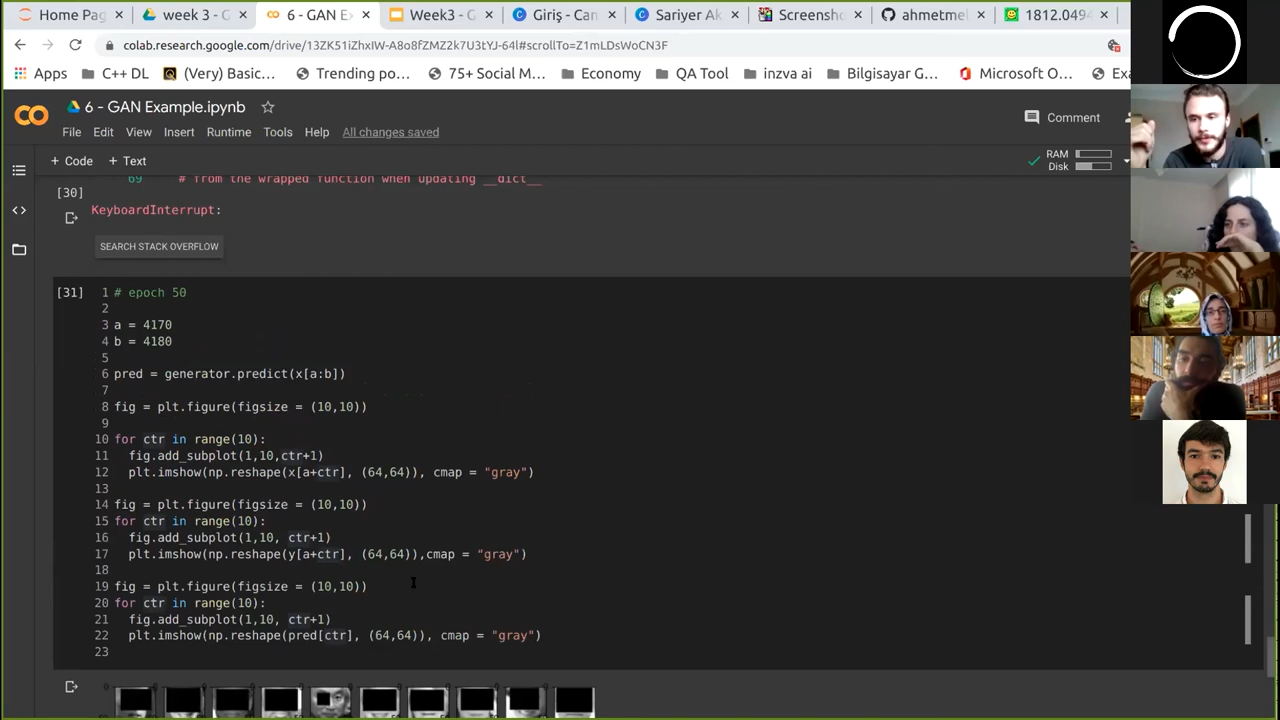 Home Pag
week 3 - G
6 - GAN Ex
Week3 - G
Giriş - Can
Sariyer Ak
Screensho
ahmetmel
1812.0494
colab.research.google.com/drive/13ZK51iZhxIW-A8o8fZMZ2k7U3tYJ-64l#scrollTo=Z1mLDsWoCN3F
Apps
C++ DL
(Very) Basic...
Trending po...
75+ Social M...
Economy
QA Tool
inzva ai
Bilgisayar G...
Microsoft O...
Exa
6 - GAN Example.ipynb
File Edit View Insert Runtime Tools Help All changes saved
Comment
+ Code + Text
RAM
Disk
69 # from the wrapped function when updating __dict__
[30]
KeyboardInterrupt:
SEARCH STACK OVERFLOW
[31] 1 # epoch 50
2
3 a = 4170
4 b = 4180
5
6 pred = generator.predict(x[a:b])
7
8 fig = plt.figure(figsize = (10,10))
9
10 for ctr in range(10):
11 fig.add_subplot(1,10,ctr+1)
12 plt.imshow(np.reshape(x[a+ctr], (64,64)), cmap = "gray")
13
14 fig = plt.figure(figsize = (10,10))
15 for ctr in range(10):
16 fig.add_subplot(1,10, ctr+1)
17 plt.imshow(np.reshape(y[a+ctr], (64,64)),cmap = "gray")
18
19 fig = plt.figure(figsize = (10,10))
20 for ctr in range(10):
21 fig.add_subplot(1,10, ctr+1)
22 plt.imshow(np.reshape(pred[ctr], (64,64)), cmap = "gray")
23
0